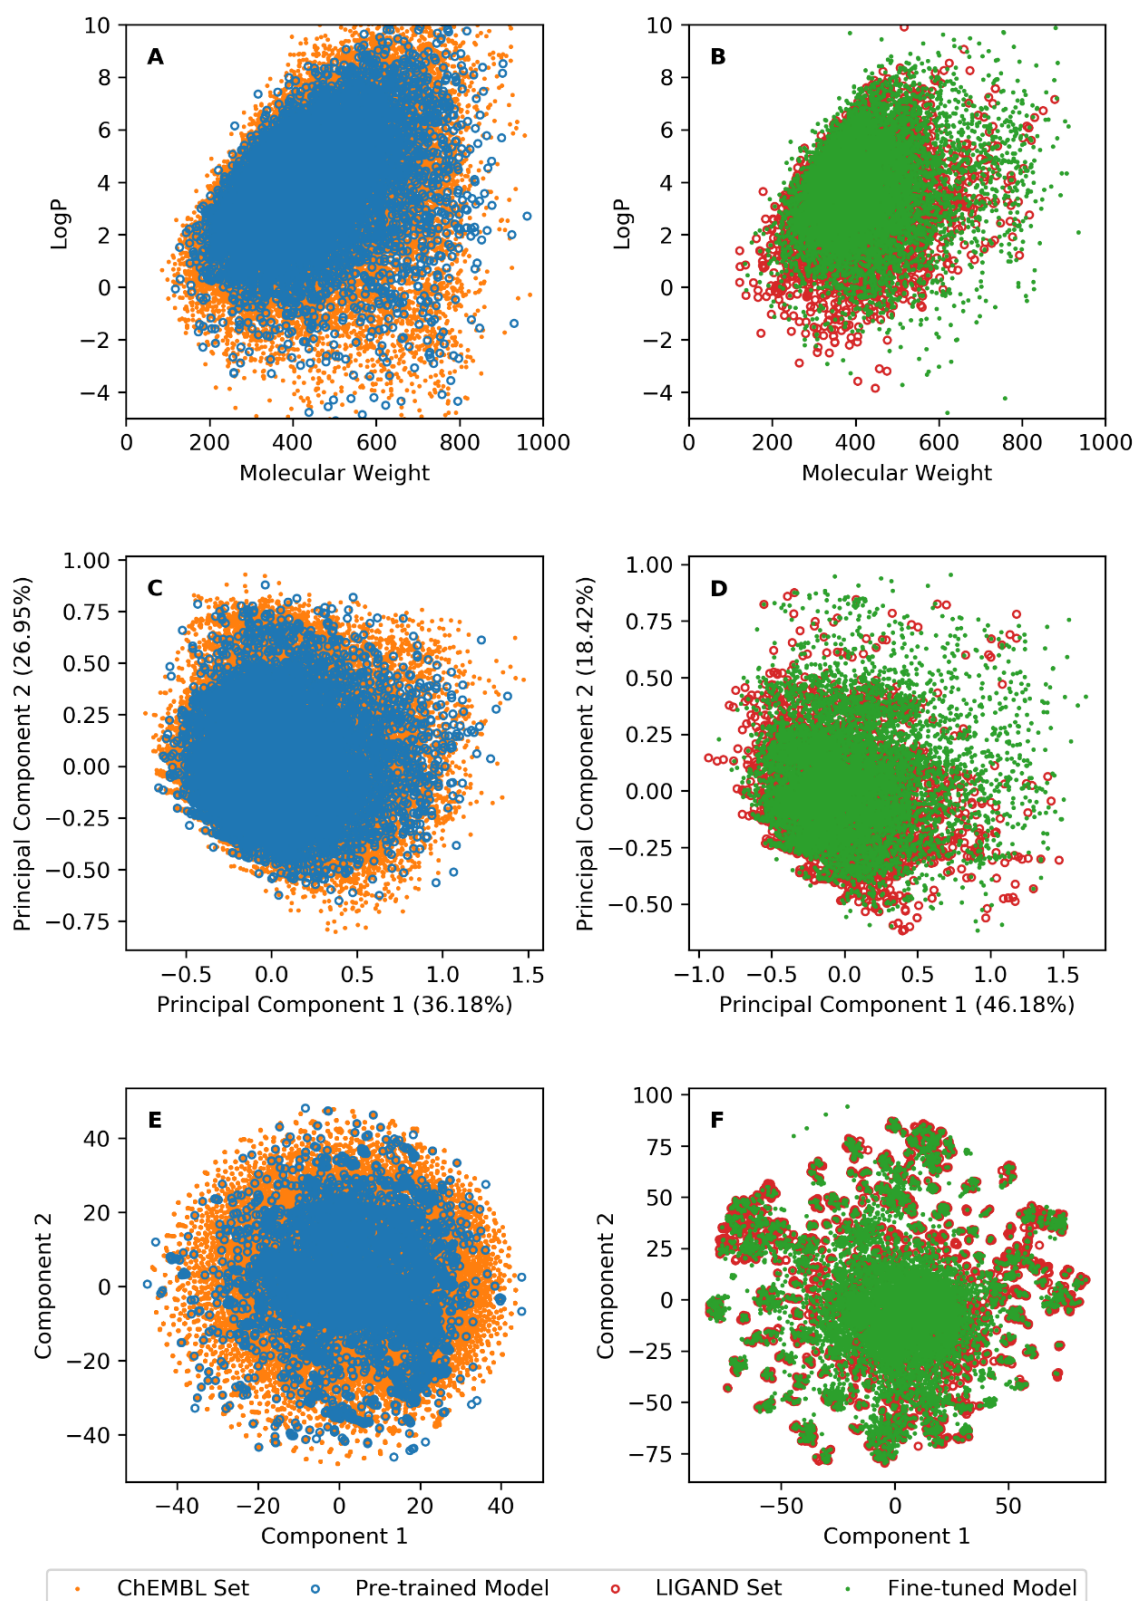 A
10
8
6
4
2
0
−2
−4
LogP
0 200 400 600 800 1000
Molecular Weight
B
10
8
6
4
2
0
−2
−4
LogP
0 200 400 600 800 1000
Molecular Weight
C
1.00
0.75
0.50
0.25
0.00
−0.25
−0.50
−0.75
Principal Component 2 (26.95%)
−0.5 0.0 0.5 1.0 1.5
Principal Component 1 (36.18%)
D
1.00
0.75
0.50
0.25
0.00
−0.25
−0.50
Principal Component 2 (18.42%)
−1.0 −0.5 0.0 0.5 1.0 1.5
Principal Component 1 (46.18%)
E
40
20
0
−20
−40
Component 2
−40 −20 0 20 40
Component 1
F
100
75
50
25
0
−25
−50
−75
Component 2
−50 0 50
Component 1
ChEMBL Set Pre-trained Model LIGAND Set Fine-tuned Model